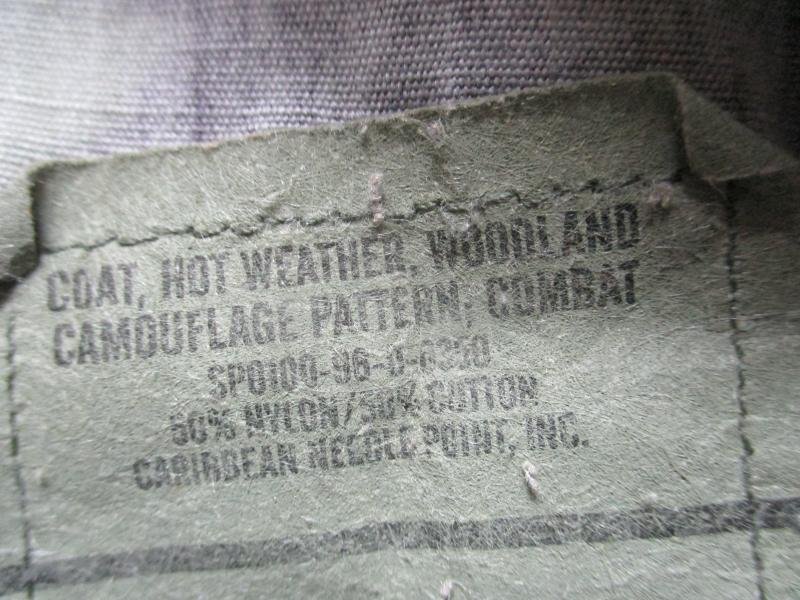 COAT, HOT WEATHER, WOODLAND
CAMOUFLAGE PATTERN; COMBAT
50% NYLON/50% COTTON
CARIBBEAN NEEDLE POINT, INC.